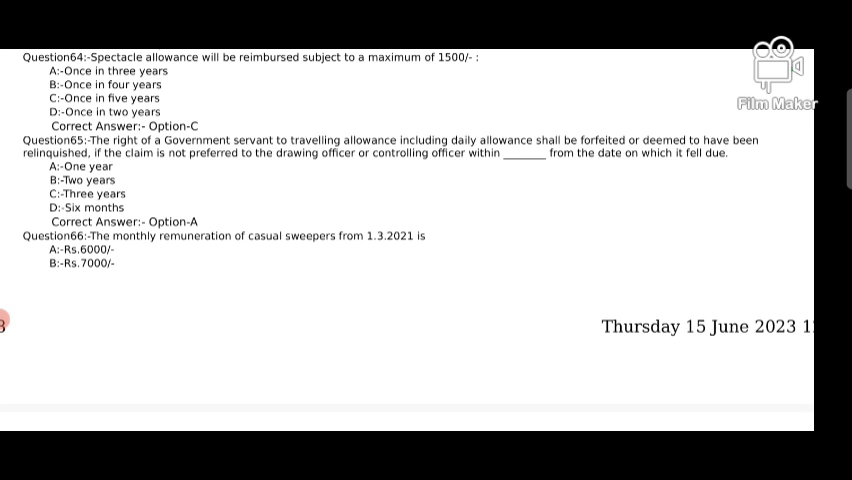 Question64:-Spectacle allowance will be reimbursed subject to a maximum of 1500/- :
A:-Once in three years
B:-Once in four years
C:-Once in five years
D:-Once in two years
Correct Answer:- Option-C
Question65:-The right of a Government servant to travelling allowance including daily allowance shall be forfeited or deemed to have been
relinquished, if the claim is not preferred to the drawing officer or controlling officer within ________ from the date on which it fell due.
A:-One year
B:-Two years
C:-Three years
D:-Six months
Correct Answer:- Option-A
Question66:-The monthly remuneration of casual sweepers from 1.3.2021 is
A:-Rs.6000/-
B:-Rs.7000/-
Thursday 15 June 2023
Film Maker